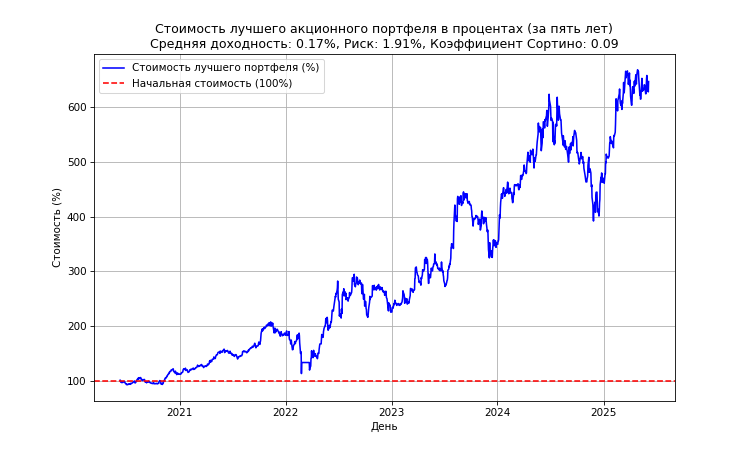 Стоимость лучшего акционного портфеля в процентах (за пять лет)
Средняя доходность: 0.17%, Риск: 1.91%, Коэффициент Сортино: 0.09
Стоимость лучшего портфеля (%)
Начальная стоимость (100%)
Стоимость (%)
600
500
400
300
200
100
2021
2022
2023
2024
2025
День